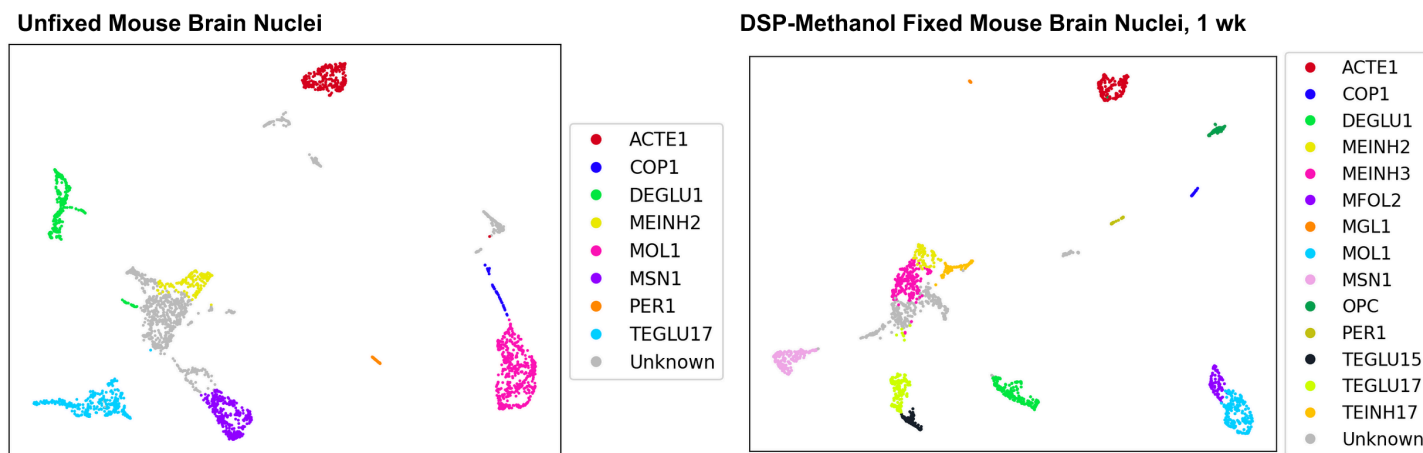 Unfixed Mouse Brain Nuclei
ACTE1
COP1
DEGLU1
MEINH2
MOL1
MSN1
PER1
TEGLU17
Unknown
DSP-Methanol Fixed Mouse Brain Nuclei, 1 wk
ACTE1
COP1
DEGLU1
MEINH2
MEINH3
MFOL2
MGL1
MOL1
MSN1
OPC
PER1
TEGLU15
TEGLU17
TEINH17
Unknown